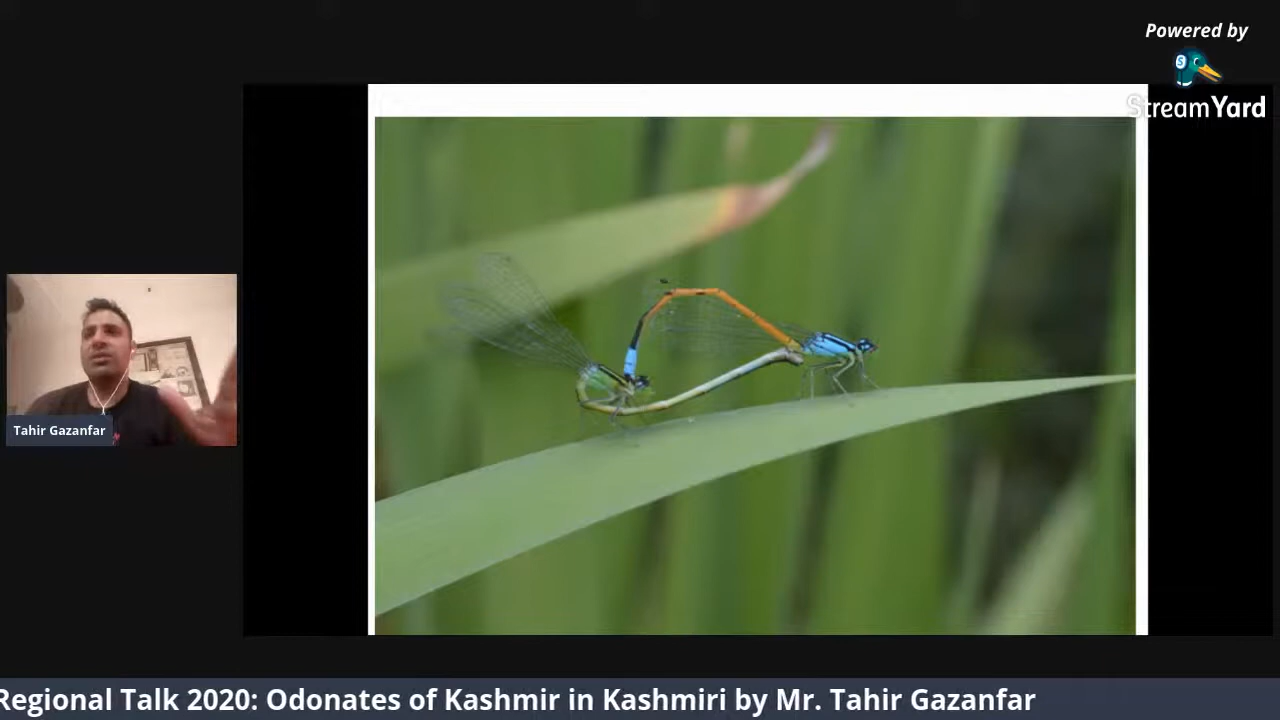 Powered by
StreamYard
Tahir Gazanfar
Regional Talk 2020: Odonates of Kashmir in Kashmiri by Mr. Tahir Gazanfar